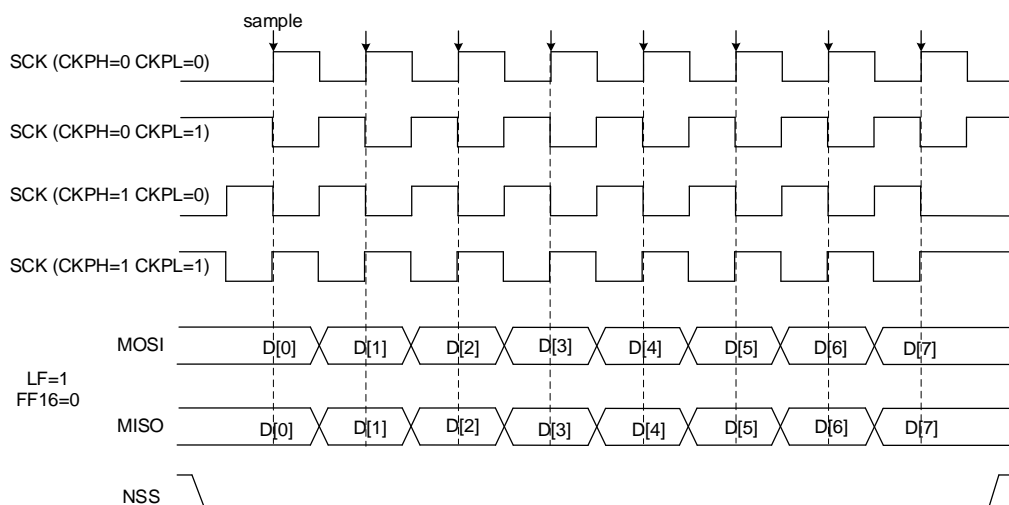 sample
SCK (CKPH=0 CKPL=0)
SCK (CKPH=0 CKPL=1)
SCK (CKPH=1 CKPL=0)
SCK (CKPH=1 CKPL=1)
MOSI
D[0] D[1] D[2] D[3] D[4] D[5] D[6] D[7]
LF=1
FF16=0
MISO
D[0] D[1] D[2] D[3] D[4] D[5] D[6] D[7]
NSS